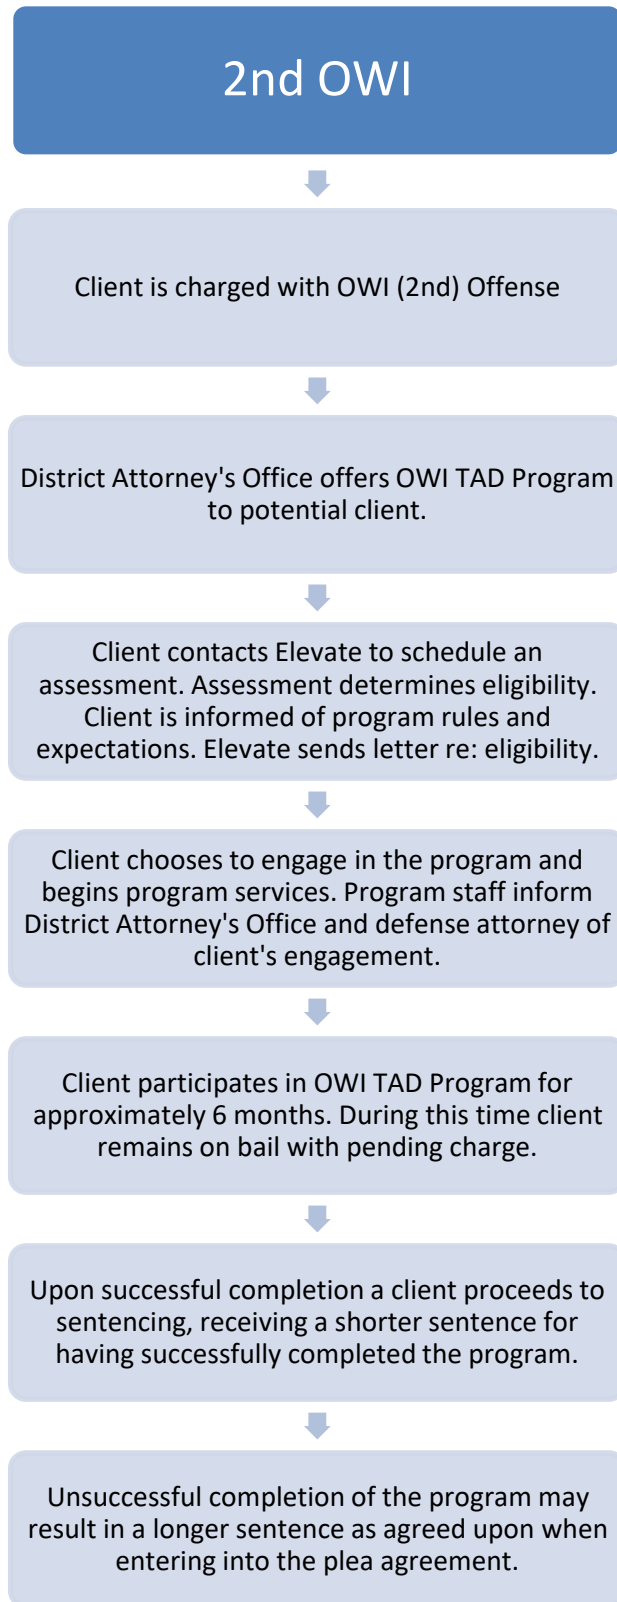 2nd OWI
Client is charged with OWI (2nd) Offense
District Attorney's Office offers OWI TAD Program
to potential client.
Client contacts Elevate to schedule an
assessment. Assessment determines eligibility.
Client is informed of program rules and
expectations. Elevate sends letter re: eligibility.
Client chooses to engage in the program and
begins program services. Program staff inform
District Attorney's Office and defense attorney of
client's engagement.
Client participates in OWI TAD Program for
approximately 6 months. During this time client
remains on bail with pending charge.
Upon successful completion a client proceeds to
sentencing, receiving a shorter sentence for
having successfully completed the program.
Unsuccessful completion of the program may
result in a longer sentence as agreed upon when
entering into the plea agreement.